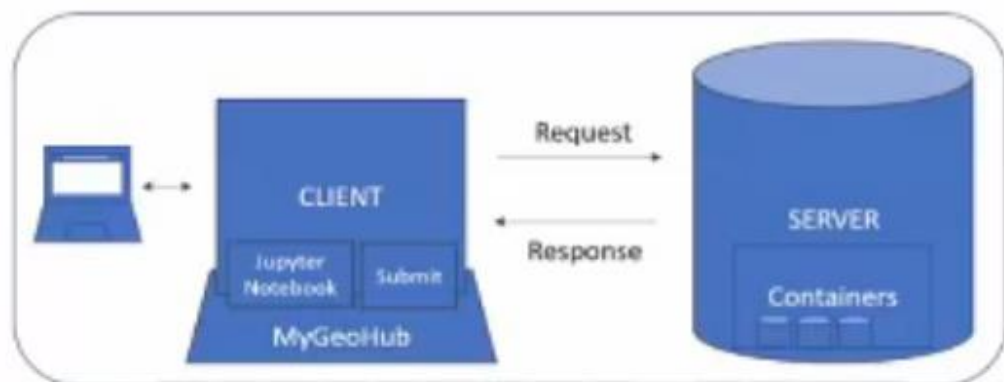 Request
CLIENT
Jupyter
Notebook
Submit
MyGeoHub
Response
SERVER
Containers